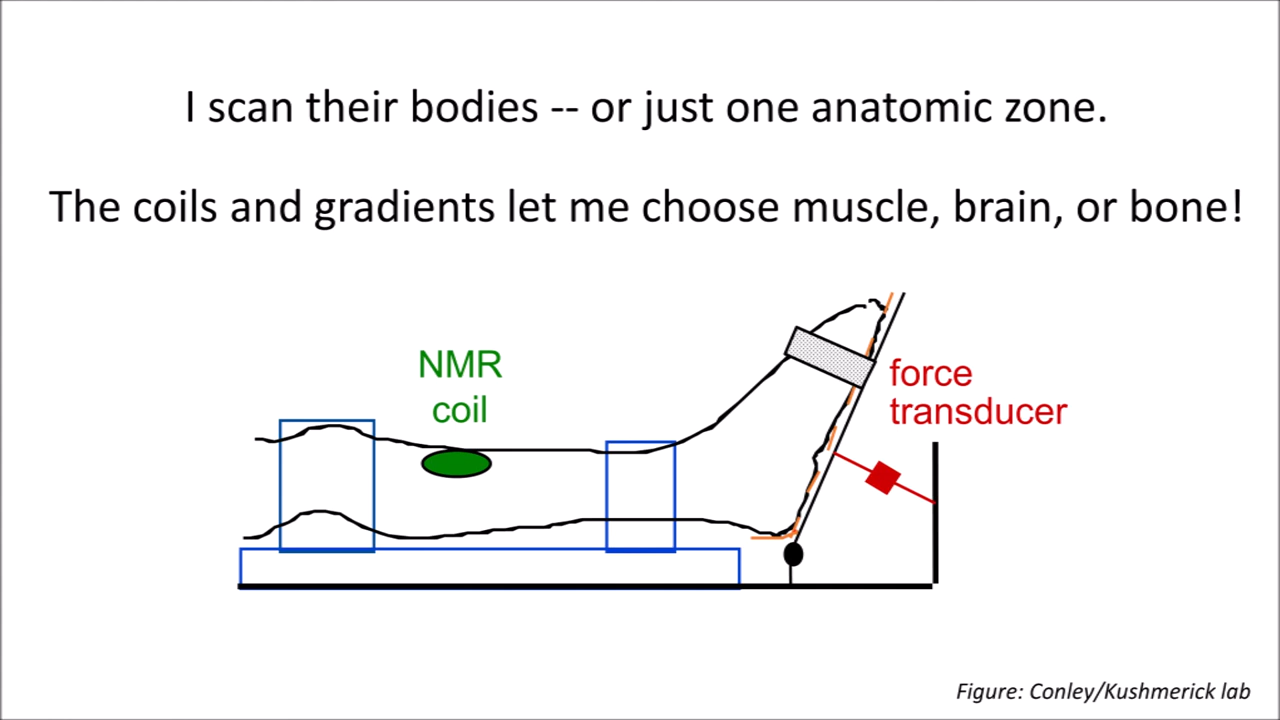 I scan their bodies -- or just one anatomic zone.
The coils and gradients let me choose muscle, brain, or bone!
NMR
coil
force
transducer
Figure: Conley/Kushmerick lab